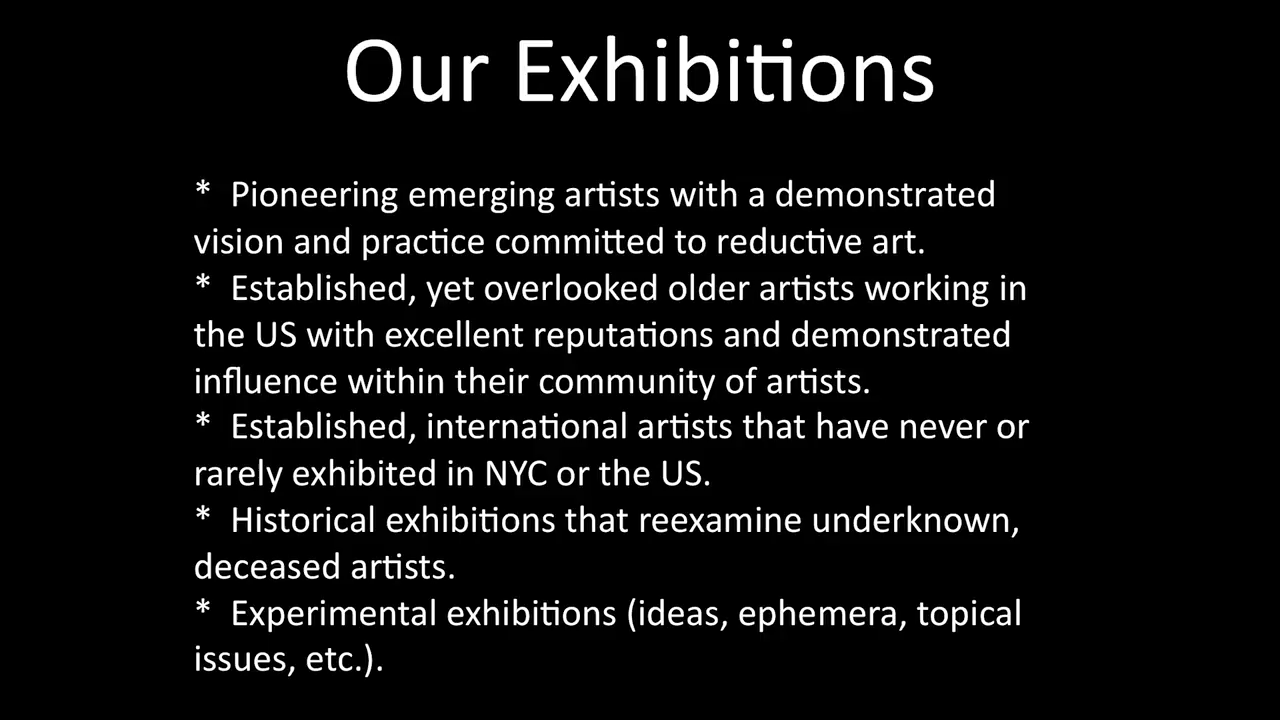 Our Exhibitions
* Pioneering emerging artists with a demonstrated
vision and practice committed to reductive art.
* Established, yet overlooked older artists working in
the US with excellent reputations and demonstrated
influence within their community of artists.
* Established, international artists that have never or
rarely exhibited in NYC or the US.
* Historical exhibitions that reexamine underknown,
deceased artists.
* Experimental exhibitions (ideas, ephemera, topical
issues, etc.).